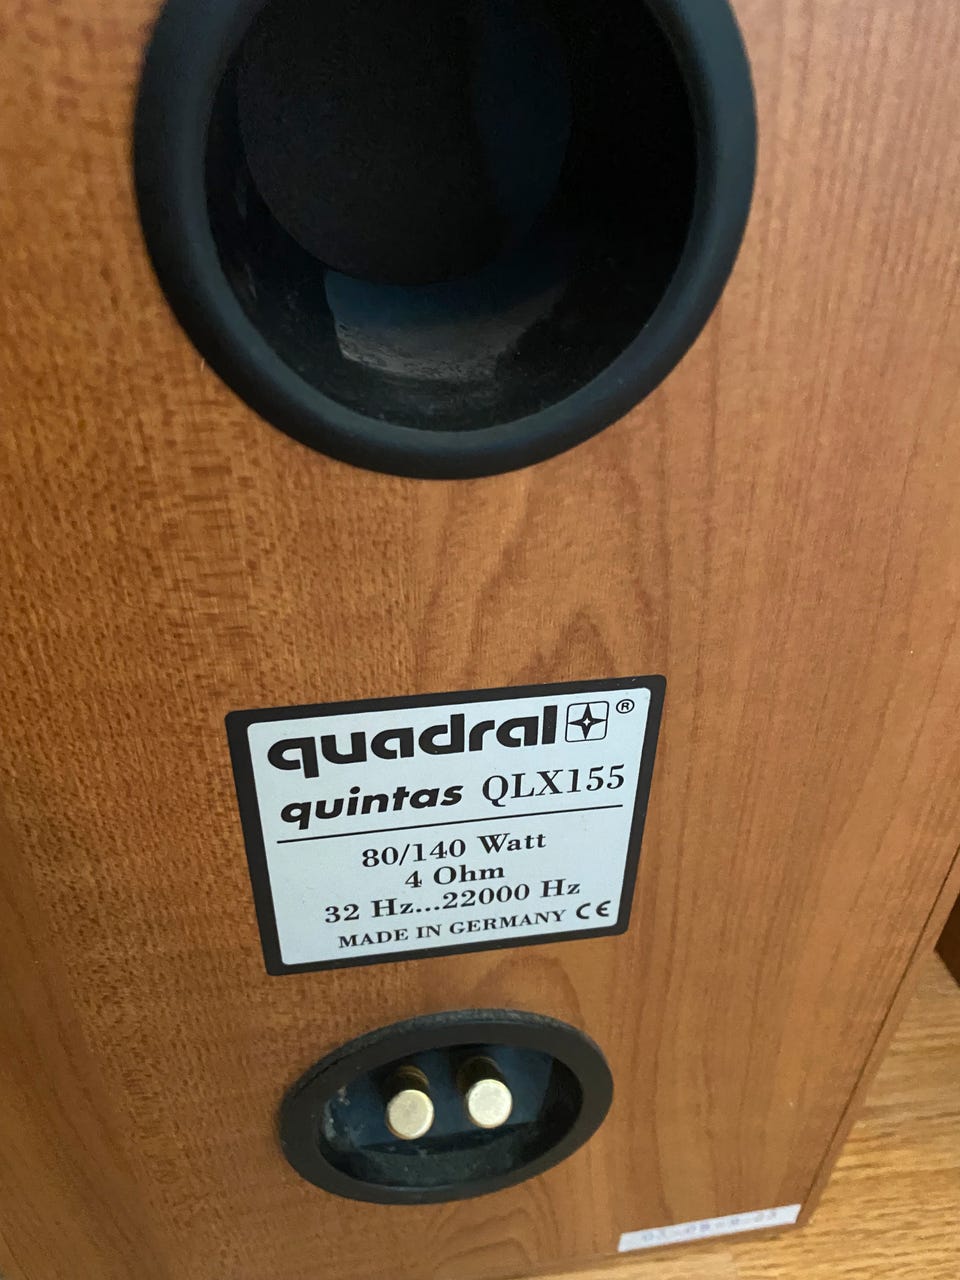 quadral ®
quintas QLX155
80/140 Watt
4 Ohm
32 Hz...22000 Hz
MADE IN GERMANY CE